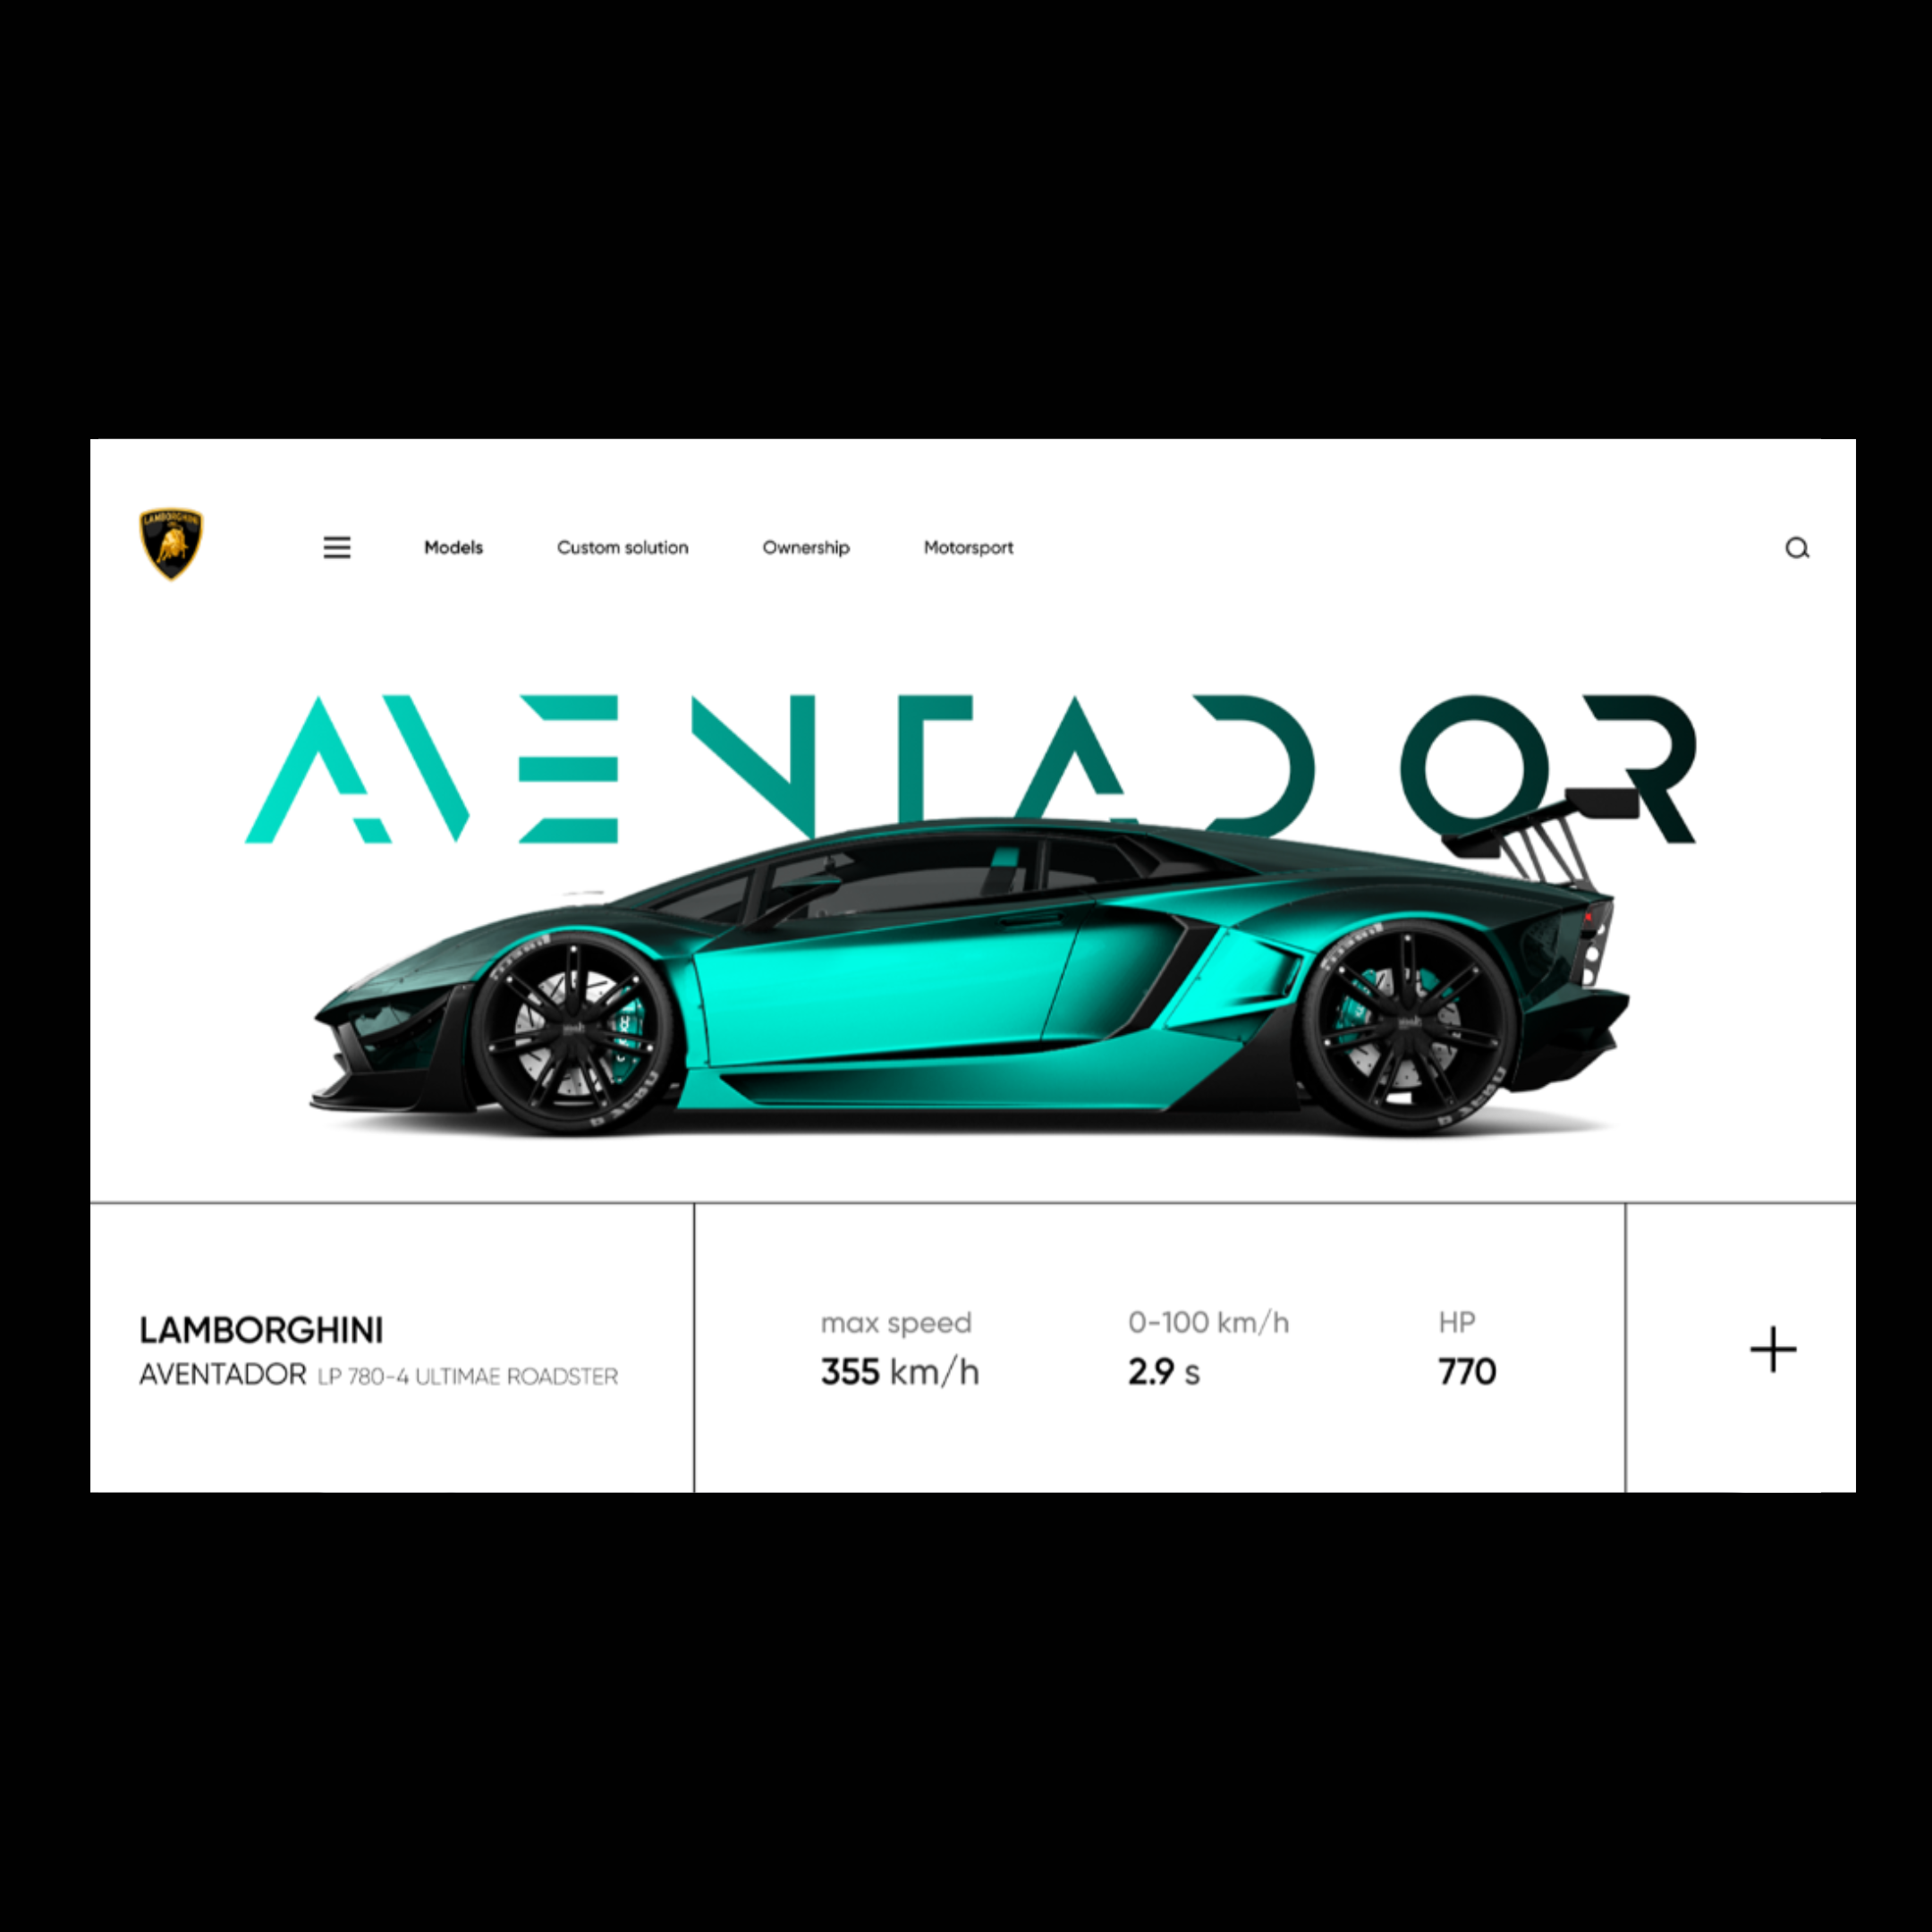 LAMBORGHINI
Models Custom solution Ownership Motorsport
AVENTADOR
LAMBORGHINI
AVENTADOR LP 780-4 ULTIMAE ROADSTER
max speed 0-100 km/h HP
355 km/h 2.9 s 770